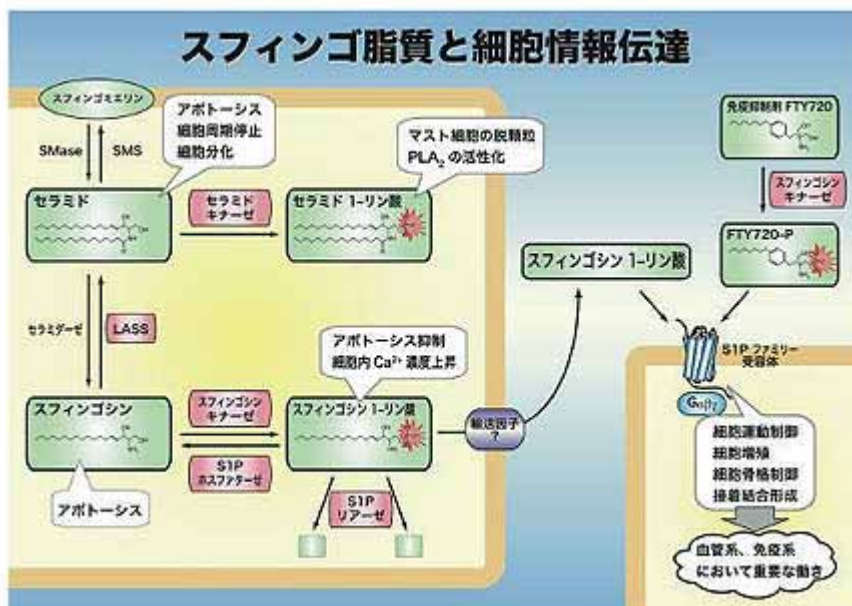 スフィンゴ脂質と細胞情報伝達
スフィンゴミエリン
SMase
SMS
アポトーシス
細胞周期停止
細胞分化
セラミド
セラミド
キナーゼ
セラミド 1-リン酸
マスト細胞の脱顆粒
PLA₂ の活性化
セラミダーゼ
LASS
スフィンゴシン
アポトーシス
スフィンゴシン
キナーゼ
S1P
ホスファターゼ
アポトーシス抑制
細胞内 Ca²⁺ 濃度上昇
スフィンゴシン 1-リン酸
S1P
リアーゼ
輸送因子
?
スフィンゴシン 1-リン酸
免疫抑制剤 FTY720
スフィンゴシン
キナーゼ
FTY720-P
S1P ファミリー
受容体
細胞運動制御
細胞増殖
細胞骨格制御
接着結合形成
血管系、免疫系
において重要な働き